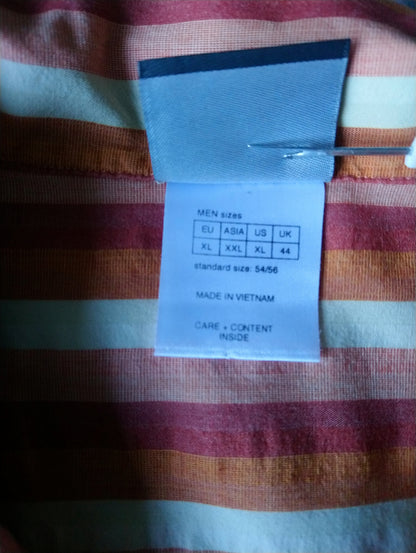 MEN sizes
EU ASIA US UK
XL XXL XL 44
standard size: 54/56
MADE IN VIETNAM
CARE + CONTENT
INSIDE